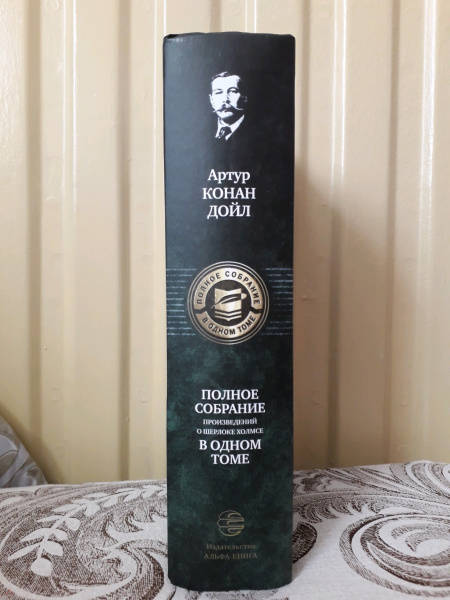 Артур
КОНАН
ДОЙЛ
ПОЛНОЕ СОБРАНИЕ
В ОДНОМ ТОМЕ
ПОЛНОЕ
СОБРАНИЕ
ПРОИЗВЕДЕНИЙ
О ШЕРЛОКЕ ХОЛМСЕ
В ОДНОМ
ТОМЕ
Издательство
АЛЬФА-КНИГА